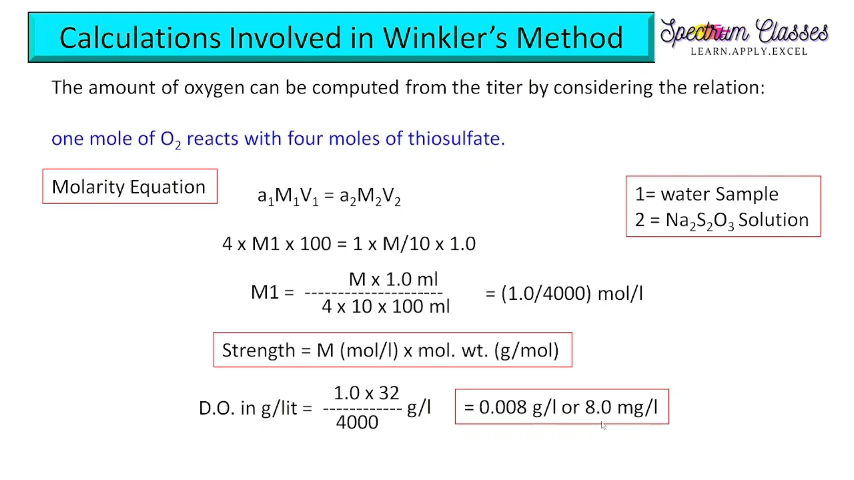 Calculations Involved in Winkler's Method
Spectrum Classes
LEARN.APPLY.EXCEL
The amount of oxygen can be computed from the titer by considering the relation:
one mole of O₂ reacts with four moles of thiosulfate.
Molarity Equation
a₁M₁V₁ = a₂M₂V₂
1= water Sample
2 = Na₂S₂O₃ Solution
4 x M1 x 100 = 1 x M/10 x 1.0
M x 1.0 ml
M1 = --------------------- = (1.0/4000) mol/l
4 x 10 x 100 ml
Strength = M (mol/l) x mol. wt. (g/mol)
1.0 x 32
D.O. in g/lit = ------------ g/l = 0.008 g/l or 8.0 mg/l
4000